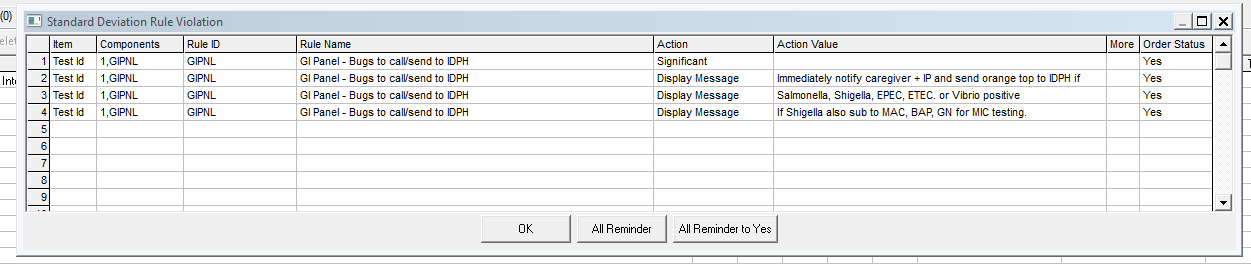 (0)
Standard Deviation Rule Violation
elet
Item Components Rule ID Rule Name Action Action Value More Order Status
1 Test Id 1,GIPNL GIPNL GI Panel - Bugs to call/send to IDPH Significant Yes
Inte
2 Test Id 1,GIPNL GIPNL GI Panel - Bugs to call/send to IDPH Display Message Immediately notify caregiver + IP and send orange top to IDPH if Yes
3 Test Id 1,GIPNL GIPNL GI Panel - Bugs to call/send to IDPH Display Message Salmonella, Shigella, EPEC, ETEC. or Vibrio positive Yes
4 Test Id 1,GIPNL GIPNL GI Panel - Bugs to call/send to IDPH Display Message If Shigella also sub to MAC, BAP, GN for MIC testing. Yes
5
6
7
8
9
OK All Reminder All Reminder to Yes